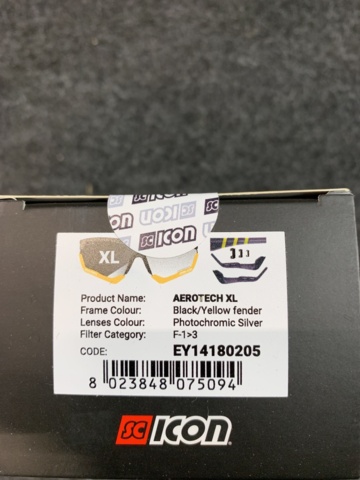 SC ICON
XL
Product Name: AEROTECH XL
Frame Colour: Black/Yellow fender
Lenses Colour: Photochromic Silver
Filter Category: F-1>3
CODE: EY14180205
8 023848 075094
SC ICON